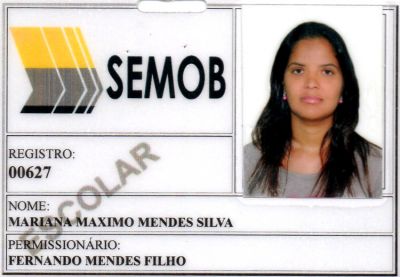 SEMOB
REGISTRO:
00627
ESCOLAR
NOME:
MARIANA MAXIMO MENDES SILVA
PERMISSIONÁRIO:
FERNANDO MENDES FILHO